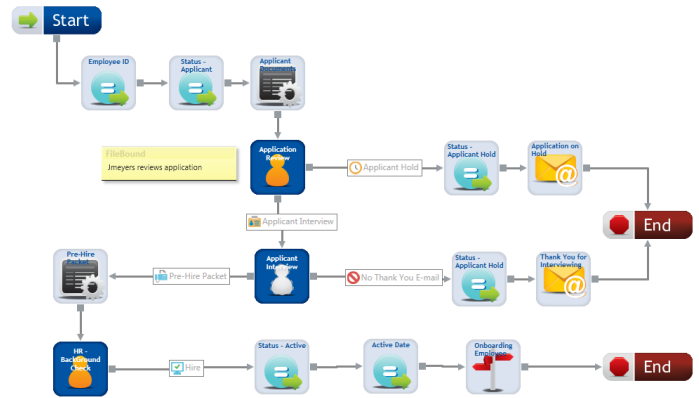 Start
Employee ID
Status -
Applicant
Applicant
Documents
FileBound
Jmeyers reviews application
Application
Review
Applicant Hold
Status -
Applicant Hold
Application on
Hold
End
Applicant Interview
Pre-Hire
Packet
Pre-Hire Packet
Applicant
Interview
No Thank You E-mail
Status -
Applicant Hold
Thank You for
Interviewing
HR -
BackGround
Check
Hire
Status - Active
Active Date
Onboarding
Employee
End